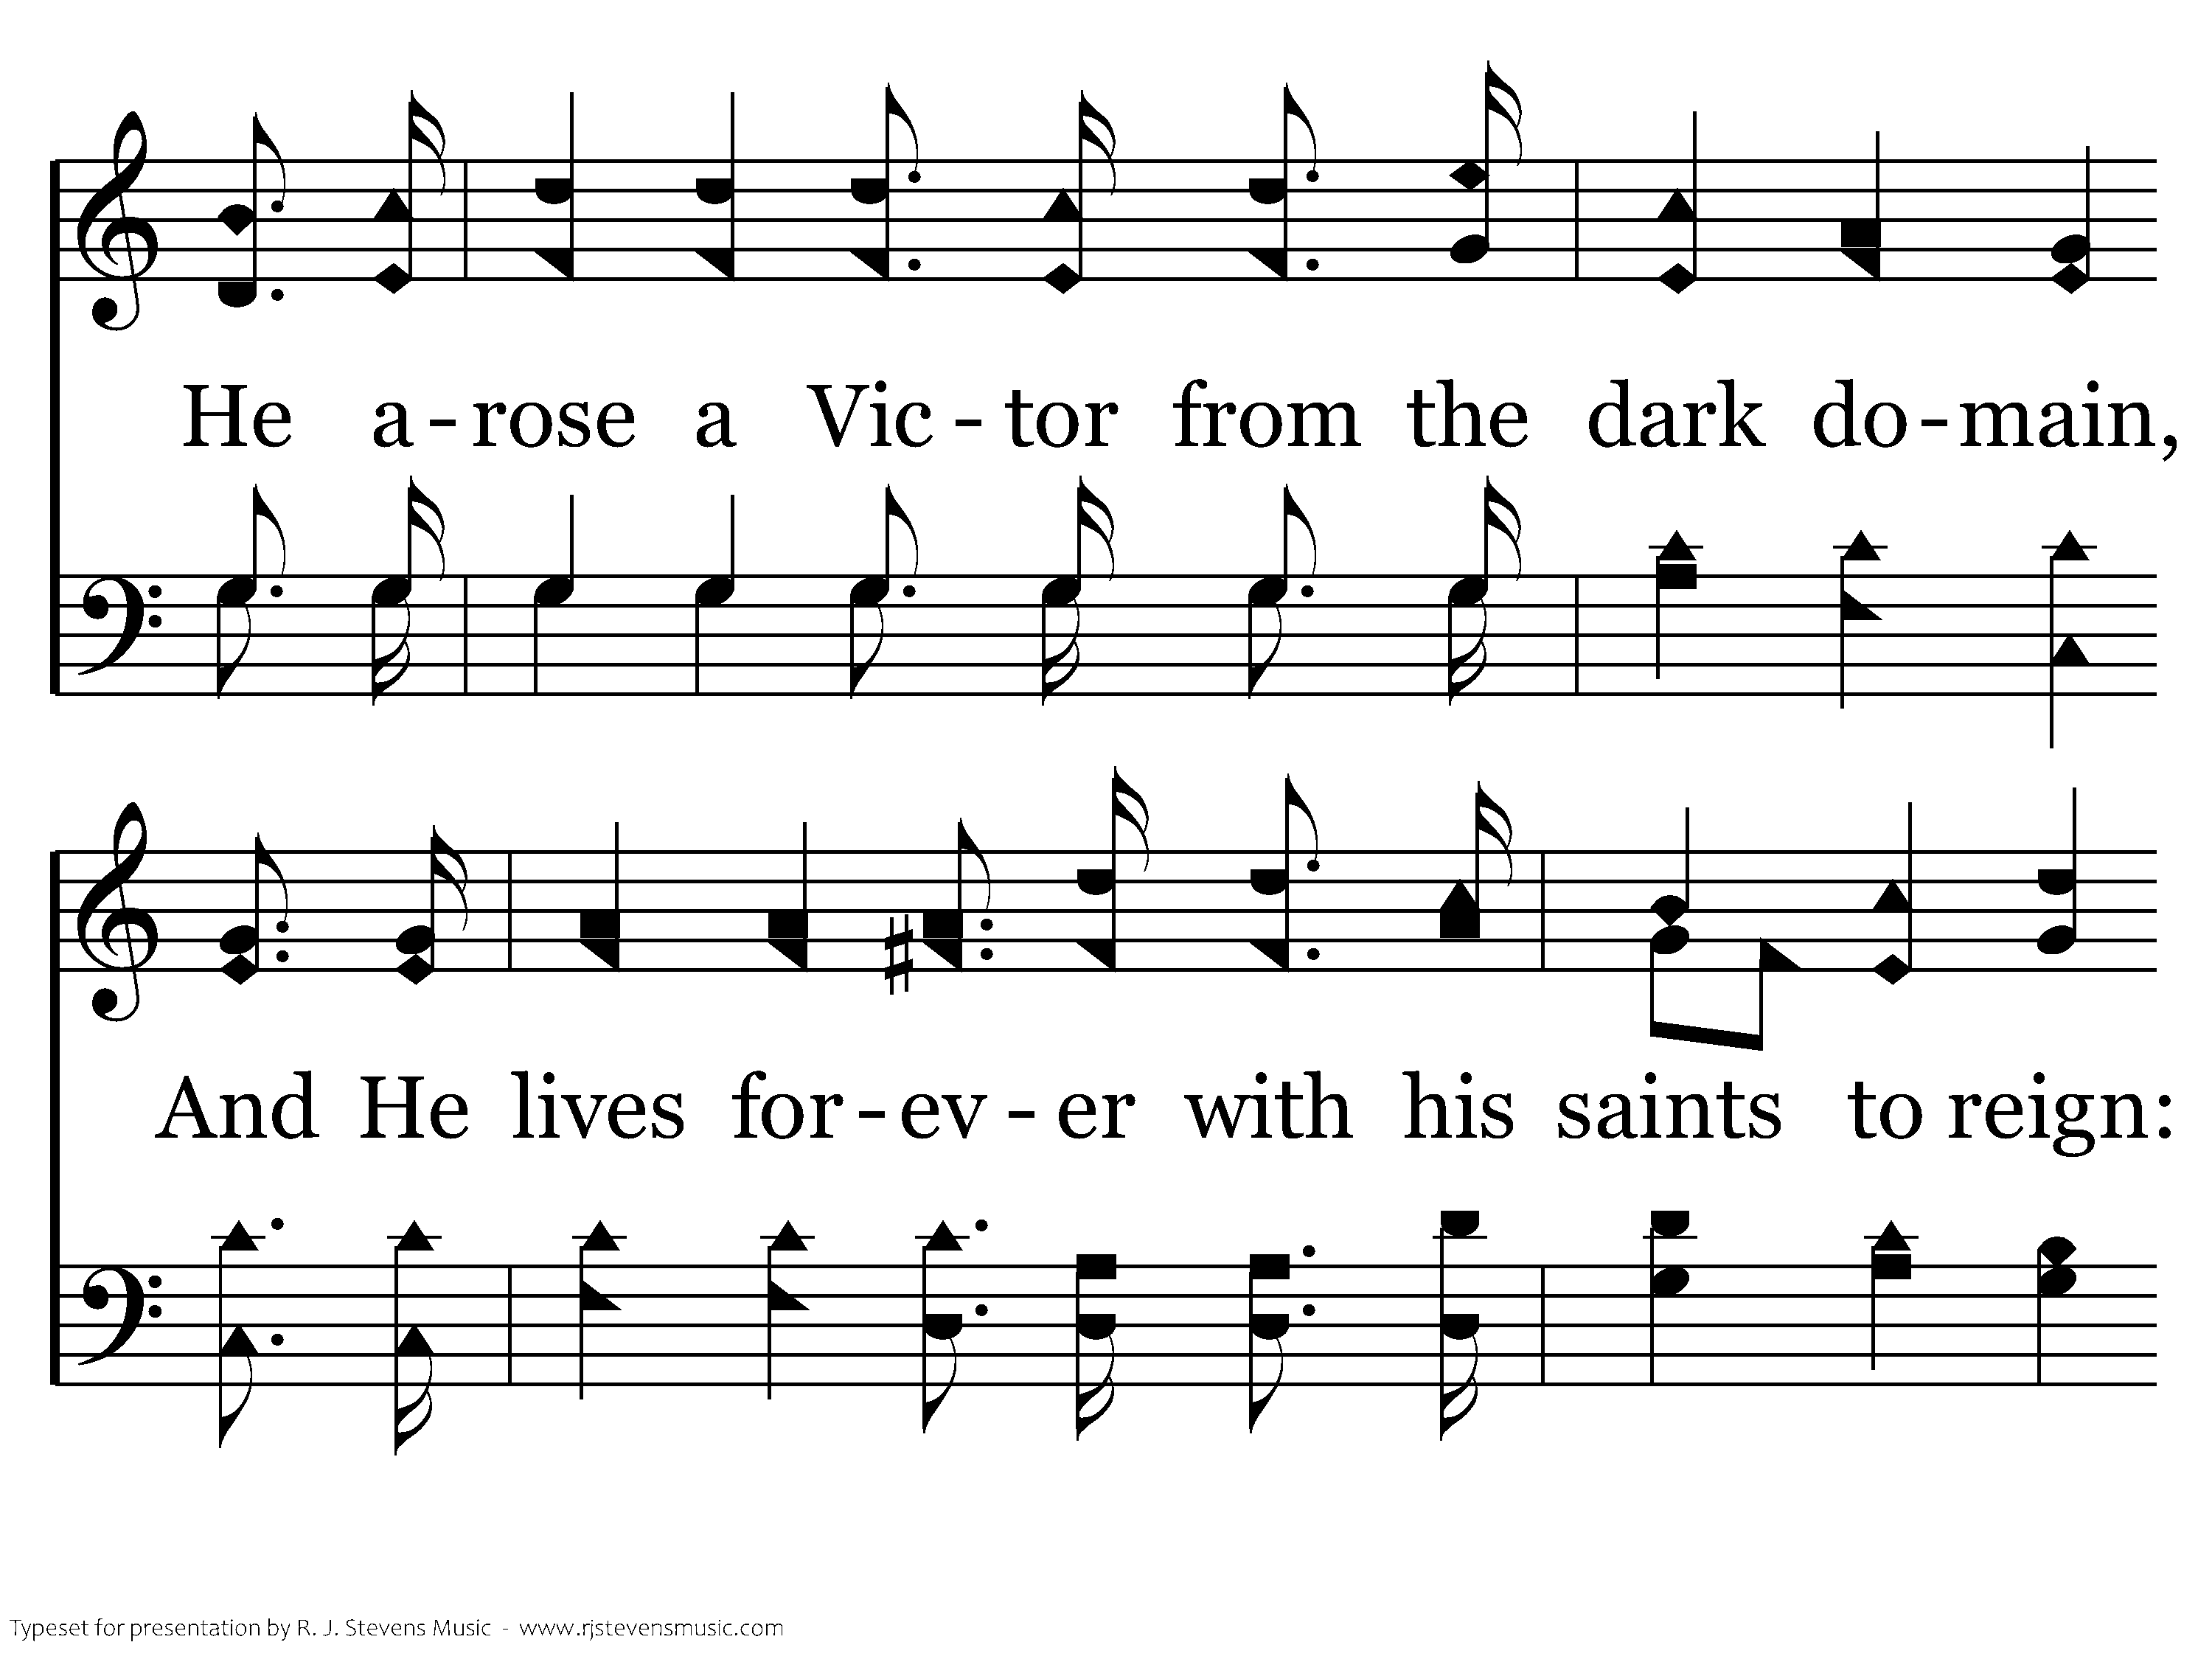 He a-rose a Vic-tor from the dark do-main,
And He lives for-ev-er with his saints to reign:
Typeset for presentation by R. J. Stevens Music - www.rjstevensmusic.com